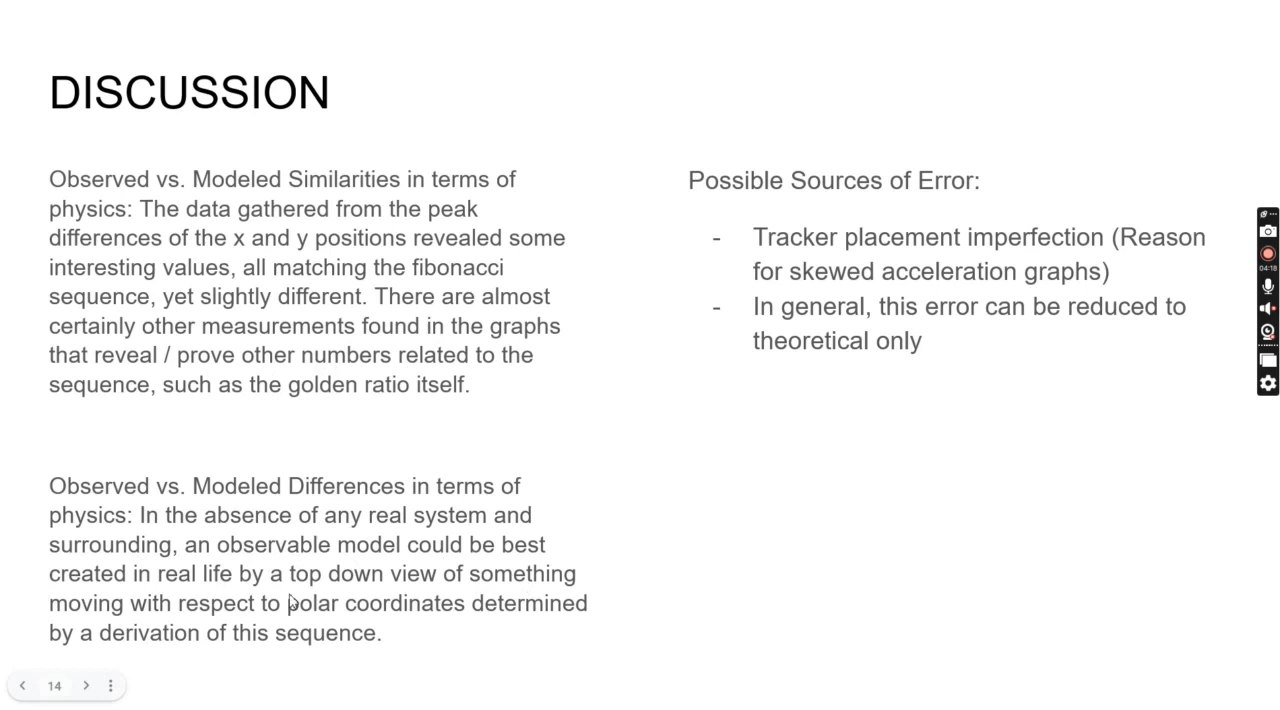 DISCUSSION
Observed vs. Modeled Similarities in terms of
physics: The data gathered from the peak
differences of the x and y positions revealed some
interesting values, all matching the fibonacci
sequence, yet slightly different. There are almost
certainly other measurements found in the graphs
that reveal / prove other numbers related to the
sequence, such as the golden ratio itself.
Observed vs. Modeled Differences in terms of
physics: In the absence of any real system and
surrounding, an observable model could be best
created in real life by a top down view of something
moving with respect to polar coordinates determined
by a derivation of this sequence.
Possible Sources of Error:
- Tracker placement imperfection (Reason
for skewed acceleration graphs)
- In general, this error can be reduced to
theoretical only
04:18
14